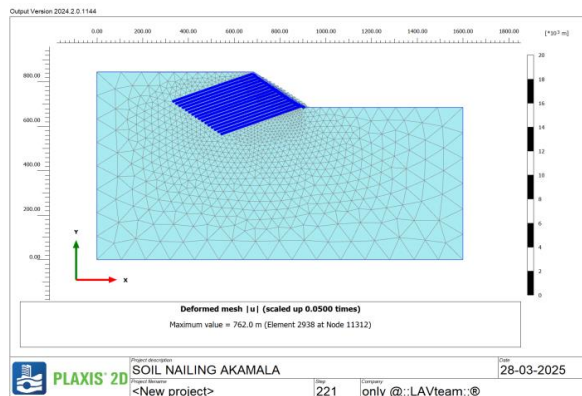 Output Version 2024.2.0.1144
[*10³ m]
0.00 200.00 400.00 600.00 800.00 1000.00 1200.00 1400.00 1600.00 1800.00
800.00
600.00
400.00
200.00
0.00
20
18
16
14
12
10
8
6
4
2
0
Y
X
Deformed mesh |u| (scaled up 0.0500 times)
Maximum value = 762.0 m (Element 2938 at Node 11312)
PLAXIS® 2D
Project description
SOIL NAILING AKAMALA
Date
28-03-2025
Project filename
<New project>
Step
221
Company
only @::LAVteam::®